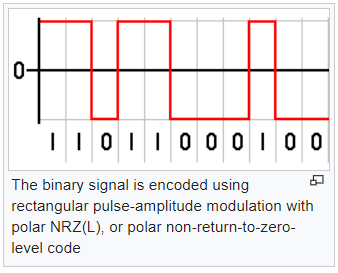 0
1 1 0 1 1 0 0 0 1 0 0
The binary signal is encoded using
rectangular pulse-amplitude modulation with
polar NRZ(L), or polar non-return-to-zero-
level code